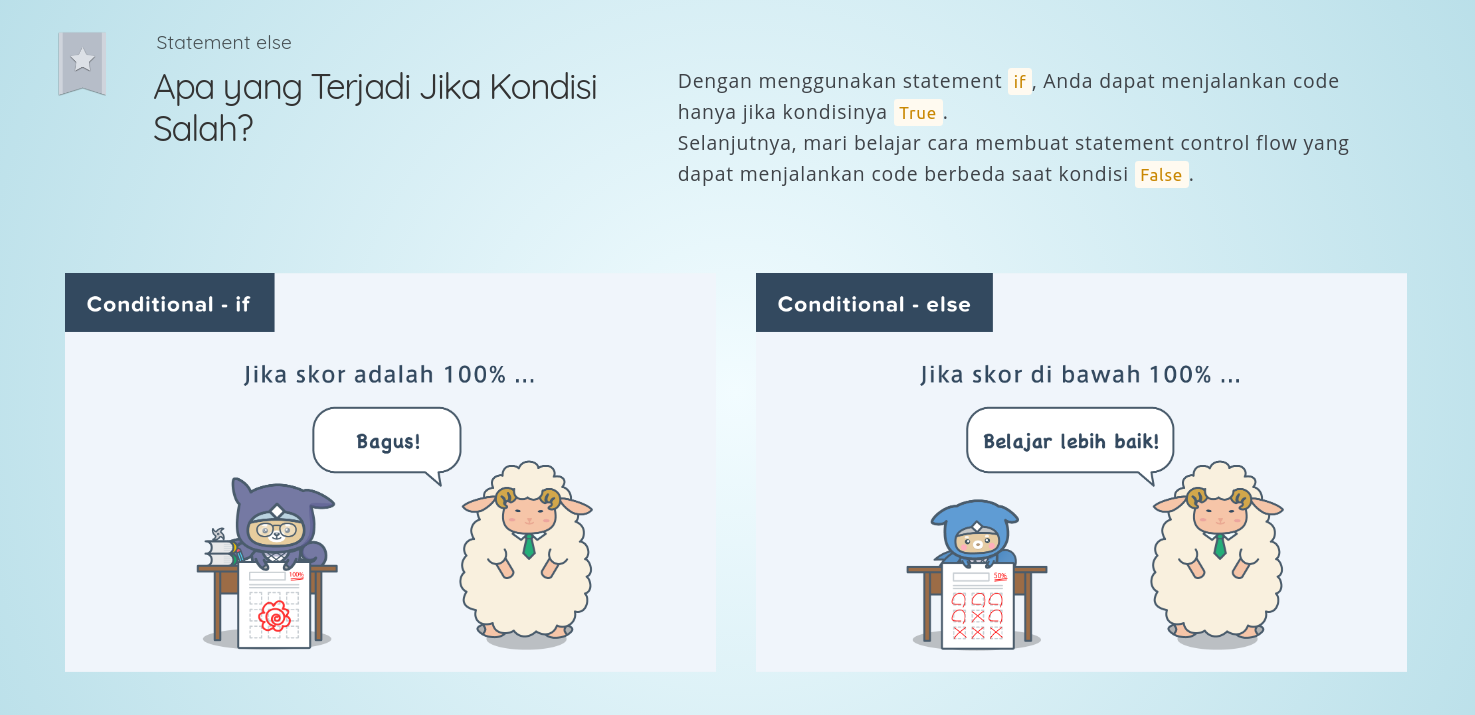 Statement else
Apa yang Terjadi Jika Kondisi
Salah?
Dengan menggunakan statement if, Anda dapat menjalankan code
hanya jika kondisinya True.
Selanjutnya, mari belajar cara membuat statement control flow yang
dapat menjalankan code berbeda saat kondisi False.
Conditional - if
Jika skor adalah 100% ...
Bagus!
100%
Conditional - else
Jika skor di bawah 100% ...
Belajar lebih baik!
50%